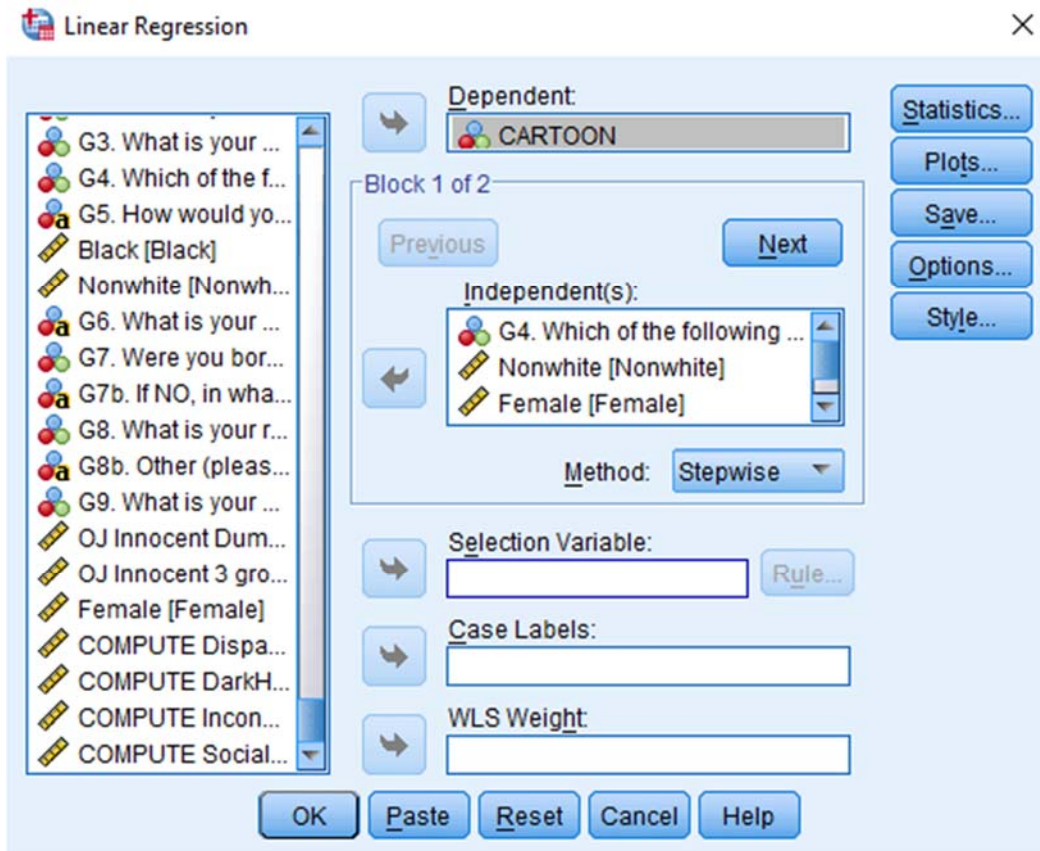 Linear Regression
G3. What is your ...
G4. Which of the f...
G5. How would yo...
Black [Black]
Nonwhite [Nonwh...
G6. What is your ...
G7. Were you bor...
G7b. If NO, in wha...
G8. What is your r...
G8b. Other (pleas...
G9. What is your ...
OJ Innocent Dum...
OJ Innocent 3 gro...
Female [Female]
COMPUTE Dispa...
COMPUTE DarkH...
COMPUTE Incon...
COMPUTE Social...
Dependent:
CARTOON
Block 1 of 2
Previous
Next
Independent(s):
G4. Which of the following ...
Nonwhite [Nonwhite]
Female [Female]
Method: Stepwise
Selection Variable:
Rule...
Case Labels:
WLS Weight:
Statistics...
Plots...
Save...
Options...
Style...
OK Paste Reset Cancel Help